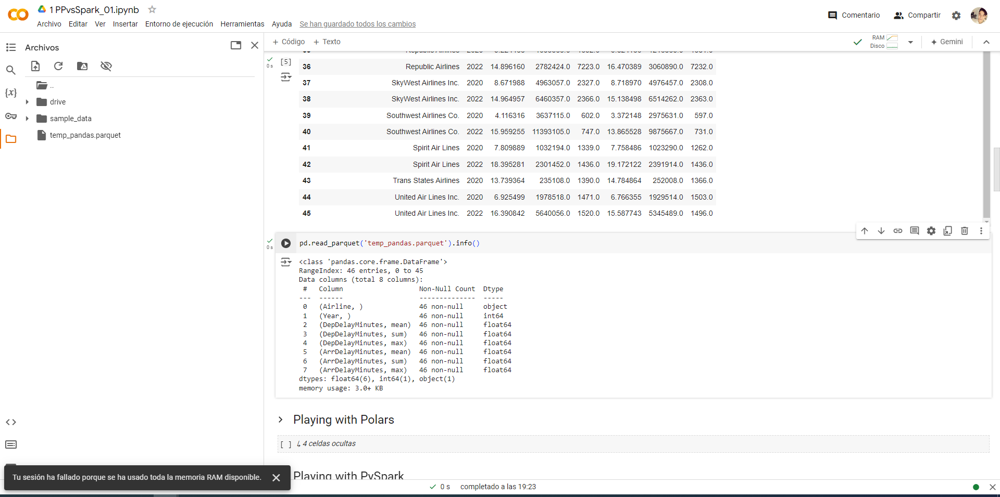 1 PPvsSpark_01.ipynb
Archivo Editar Ver Insertar Entorno de ejecución Herramientas Ayuda Se han guardado todos los cambios
Comentario Compartir
Archivos
+ Código + Texto
RAM
Disco
Gemini
..
drive
sample_data
temp_pandas.parquet
{x}
0 s
[5]
36 Republic Airlines 2022 14.896160 2782424.0 7223.0 16.470389 3060890.0 7232.0
37 SkyWest Airlines Inc. 2020 8.671988 4963057.0 2327.0 8.718970 4976457.0 2308.0
38 SkyWest Airlines Inc. 2022 14.964957 6460357.0 2366.0 15.138498 6514262.0 2363.0
39 Southwest Airlines Co. 2020 4.116316 3637115.0 602.0 3.372148 2975631.0 597.0
40 Southwest Airlines Co. 2022 15.959255 11393105.0 747.0 13.865528 9875667.0 731.0
41 Spirit Air Lines 2020 7.809889 1032194.0 1339.0 7.758486 1023290.0 1262.0
42 Spirit Air Lines 2022 18.395281 2301452.0 1436.0 19.172122 2391914.0 1436.0
43 Trans States Airlines 2020 13.739364 235108.0 1390.0 14.784864 252008.0 1366.0
44 United Air Lines Inc. 2020 6.925499 1978518.0 1471.0 6.766355 1929514.0 1503.0
45 United Air Lines Inc. 2022 16.390842 5640056.0 1520.0 15.587743 5345489.0 1496.0
0 s
pd.read_parquet('temp_pandas.parquet').info()
<class 'pandas.core.frame.DataFrame'>
RangeIndex: 46 entries, 0 to 45
Data columns (total 8 columns):
# Column Non-Null Count Dtype
--- ------ -------------- -----
0 (Airline, ) 46 non-null object
1 (Year, ) 46 non-null int64
2 (DepDelayMinutes, mean) 46 non-null float64
3 (DepDelayMinutes, sum) 46 non-null float64
4 (DepDelayMinutes, max) 46 non-null float64
5 (ArrDelayMinutes, mean) 46 non-null float64
6 (ArrDelayMinutes, sum) 46 non-null float64
7 (ArrDelayMinutes, max) 46 non-null float64
dtypes: float64(6), int64(1), object(1)
memory usage: 3.0+ KB
Playing with Polars
[ ] ↳ 4 celdas ocultas
Playing with PySpark
Tu sesión ha fallado porque se ha usado toda la memoria RAM disponible.
0 s completado a las 19:23